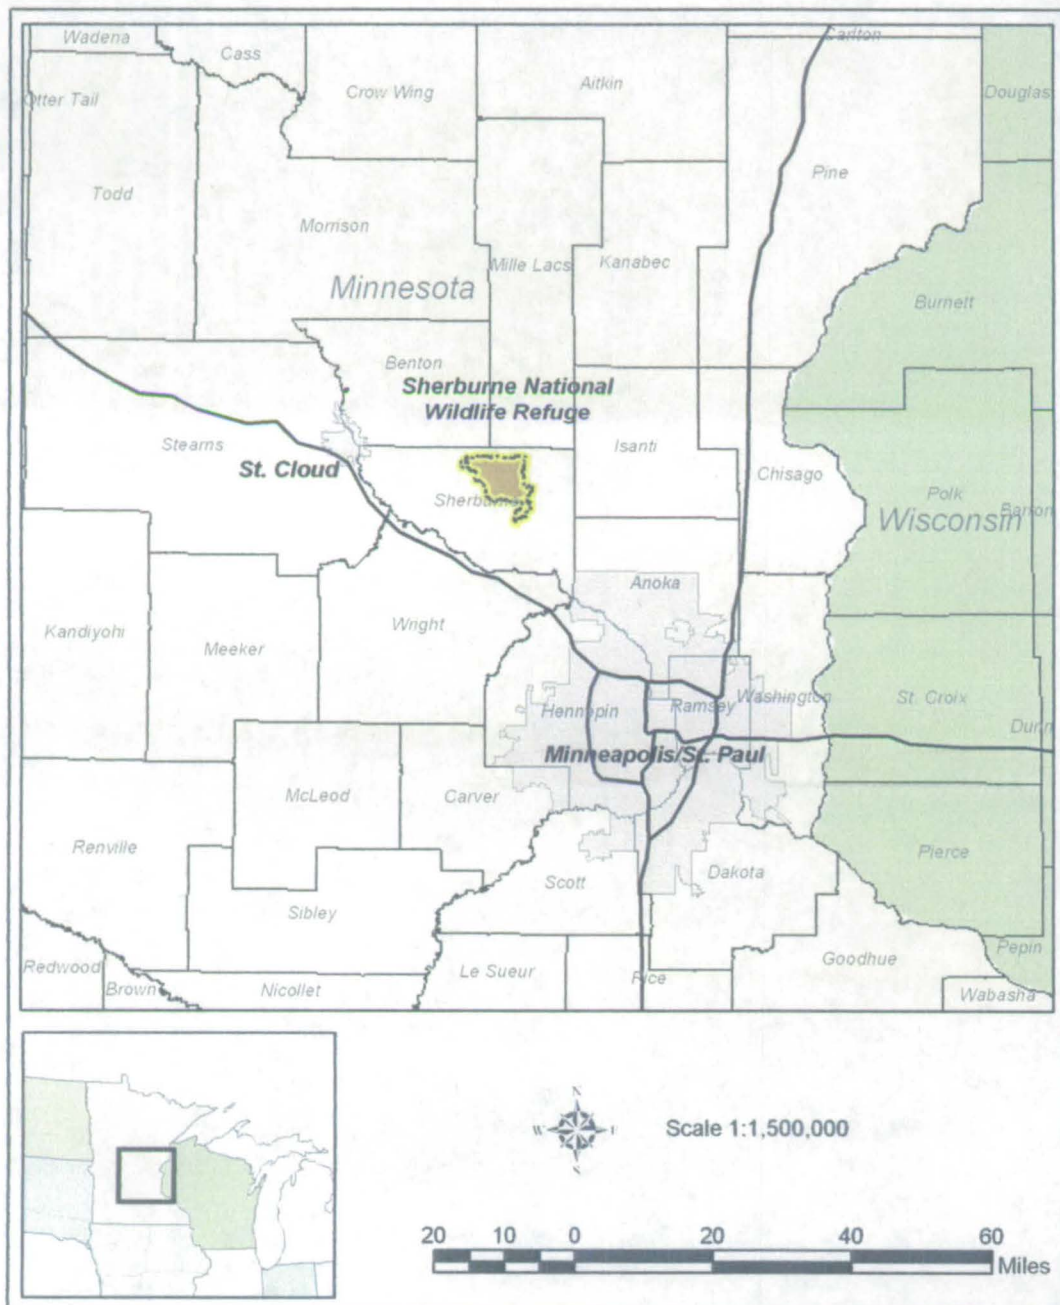 Wadena
Cass
Carlton
Crow Wing
Aitkin
Otter Tail
Douglas
Todd
Pine
Morrison
Mille Lacs
Kanabec
Minnesota
Burnett
Benton
Sherburne National
Wildlife Refuge
Stearns
Isanti
St. Cloud
Chisago
Sherburne
Polk
Barron
Wisconsin
Anoka
Kandiyohi
Wright
Meeker
Hennepin
Ramsey
Washington
St. Croix
Dunn
Minneapolis/St. Paul
McLeod
Carver
Renville
Pierce
Scott
Dakota
Sibley
Pepin
Redwood
Le Sueur
Rice
Goodhue
Brown
Nicollet
Wabasha
N
W E
S
Scale 1:1,500,000
20 10 0 20 40 60
Miles